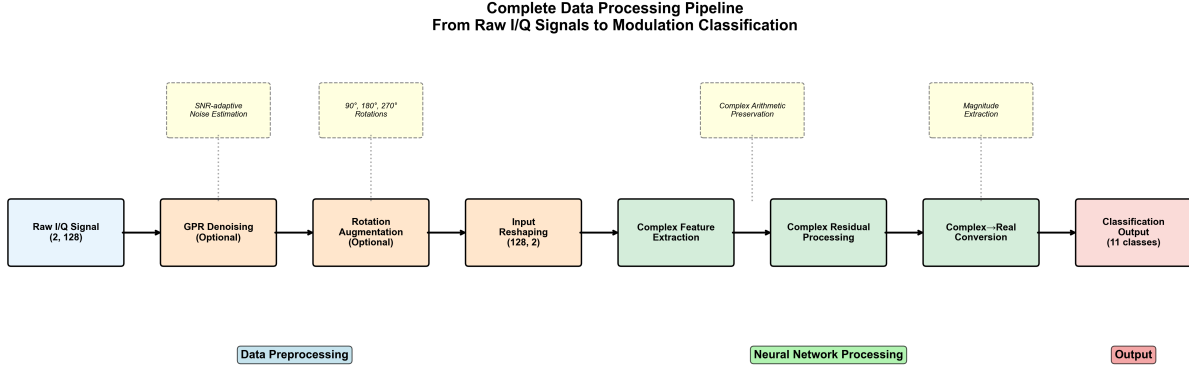 Complete Data Processing Pipeline
From Raw I/Q Signals to Modulation Classification
SNR-adaptive
Noise Estimation
90°, 180°, 270°
Rotations
Complex Arithmetic
Preservation
Magnitude
Extraction
Raw I/Q Signal
(2, 128)
GPR Denoising
(Optional)
Rotation
Augmentation
(Optional)
Input
Reshaping
(128, 2)
Complex Feature
Extraction
Complex Residual
Processing
Complex→Real
Conversion
Classification
Output
(11 classes)
Data Preprocessing
Neural Network Processing
Output